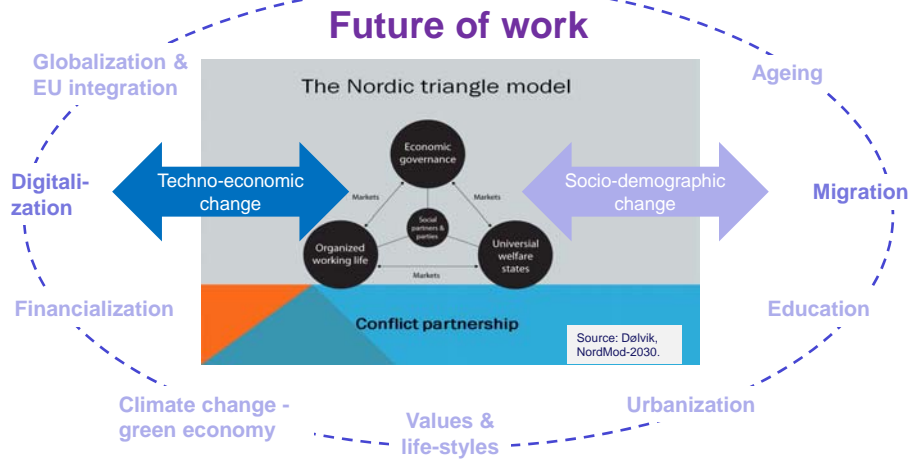 Future of work
Globalization &
EU integration
Ageing
The Nordic triangle model
Economic
governance
Digitali-
zation
Techno-economic
change
Markets
Markets
Socio-demographic
change
Migration
Social
partners &
parties
Organized
working life
Universial
welfare
states
Markets
Financialization
Education
Conflict partnership
Source: Dølvik,
NordMod-2030.
Climate change -
green economy
Values &
life-styles
Urbanization